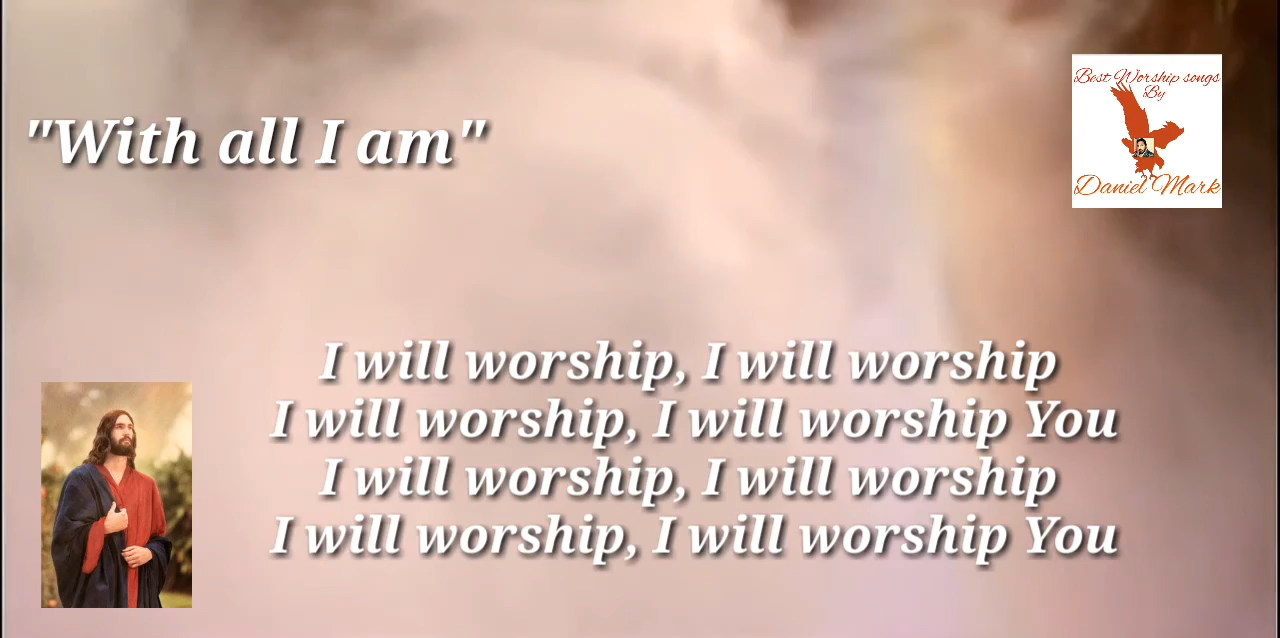 "With all I am"
Best Worship songs
By
Daniel Mark
I will worship, I will worship
I will worship, I will worship You
I will worship, I will worship
I will worship, I will worship You